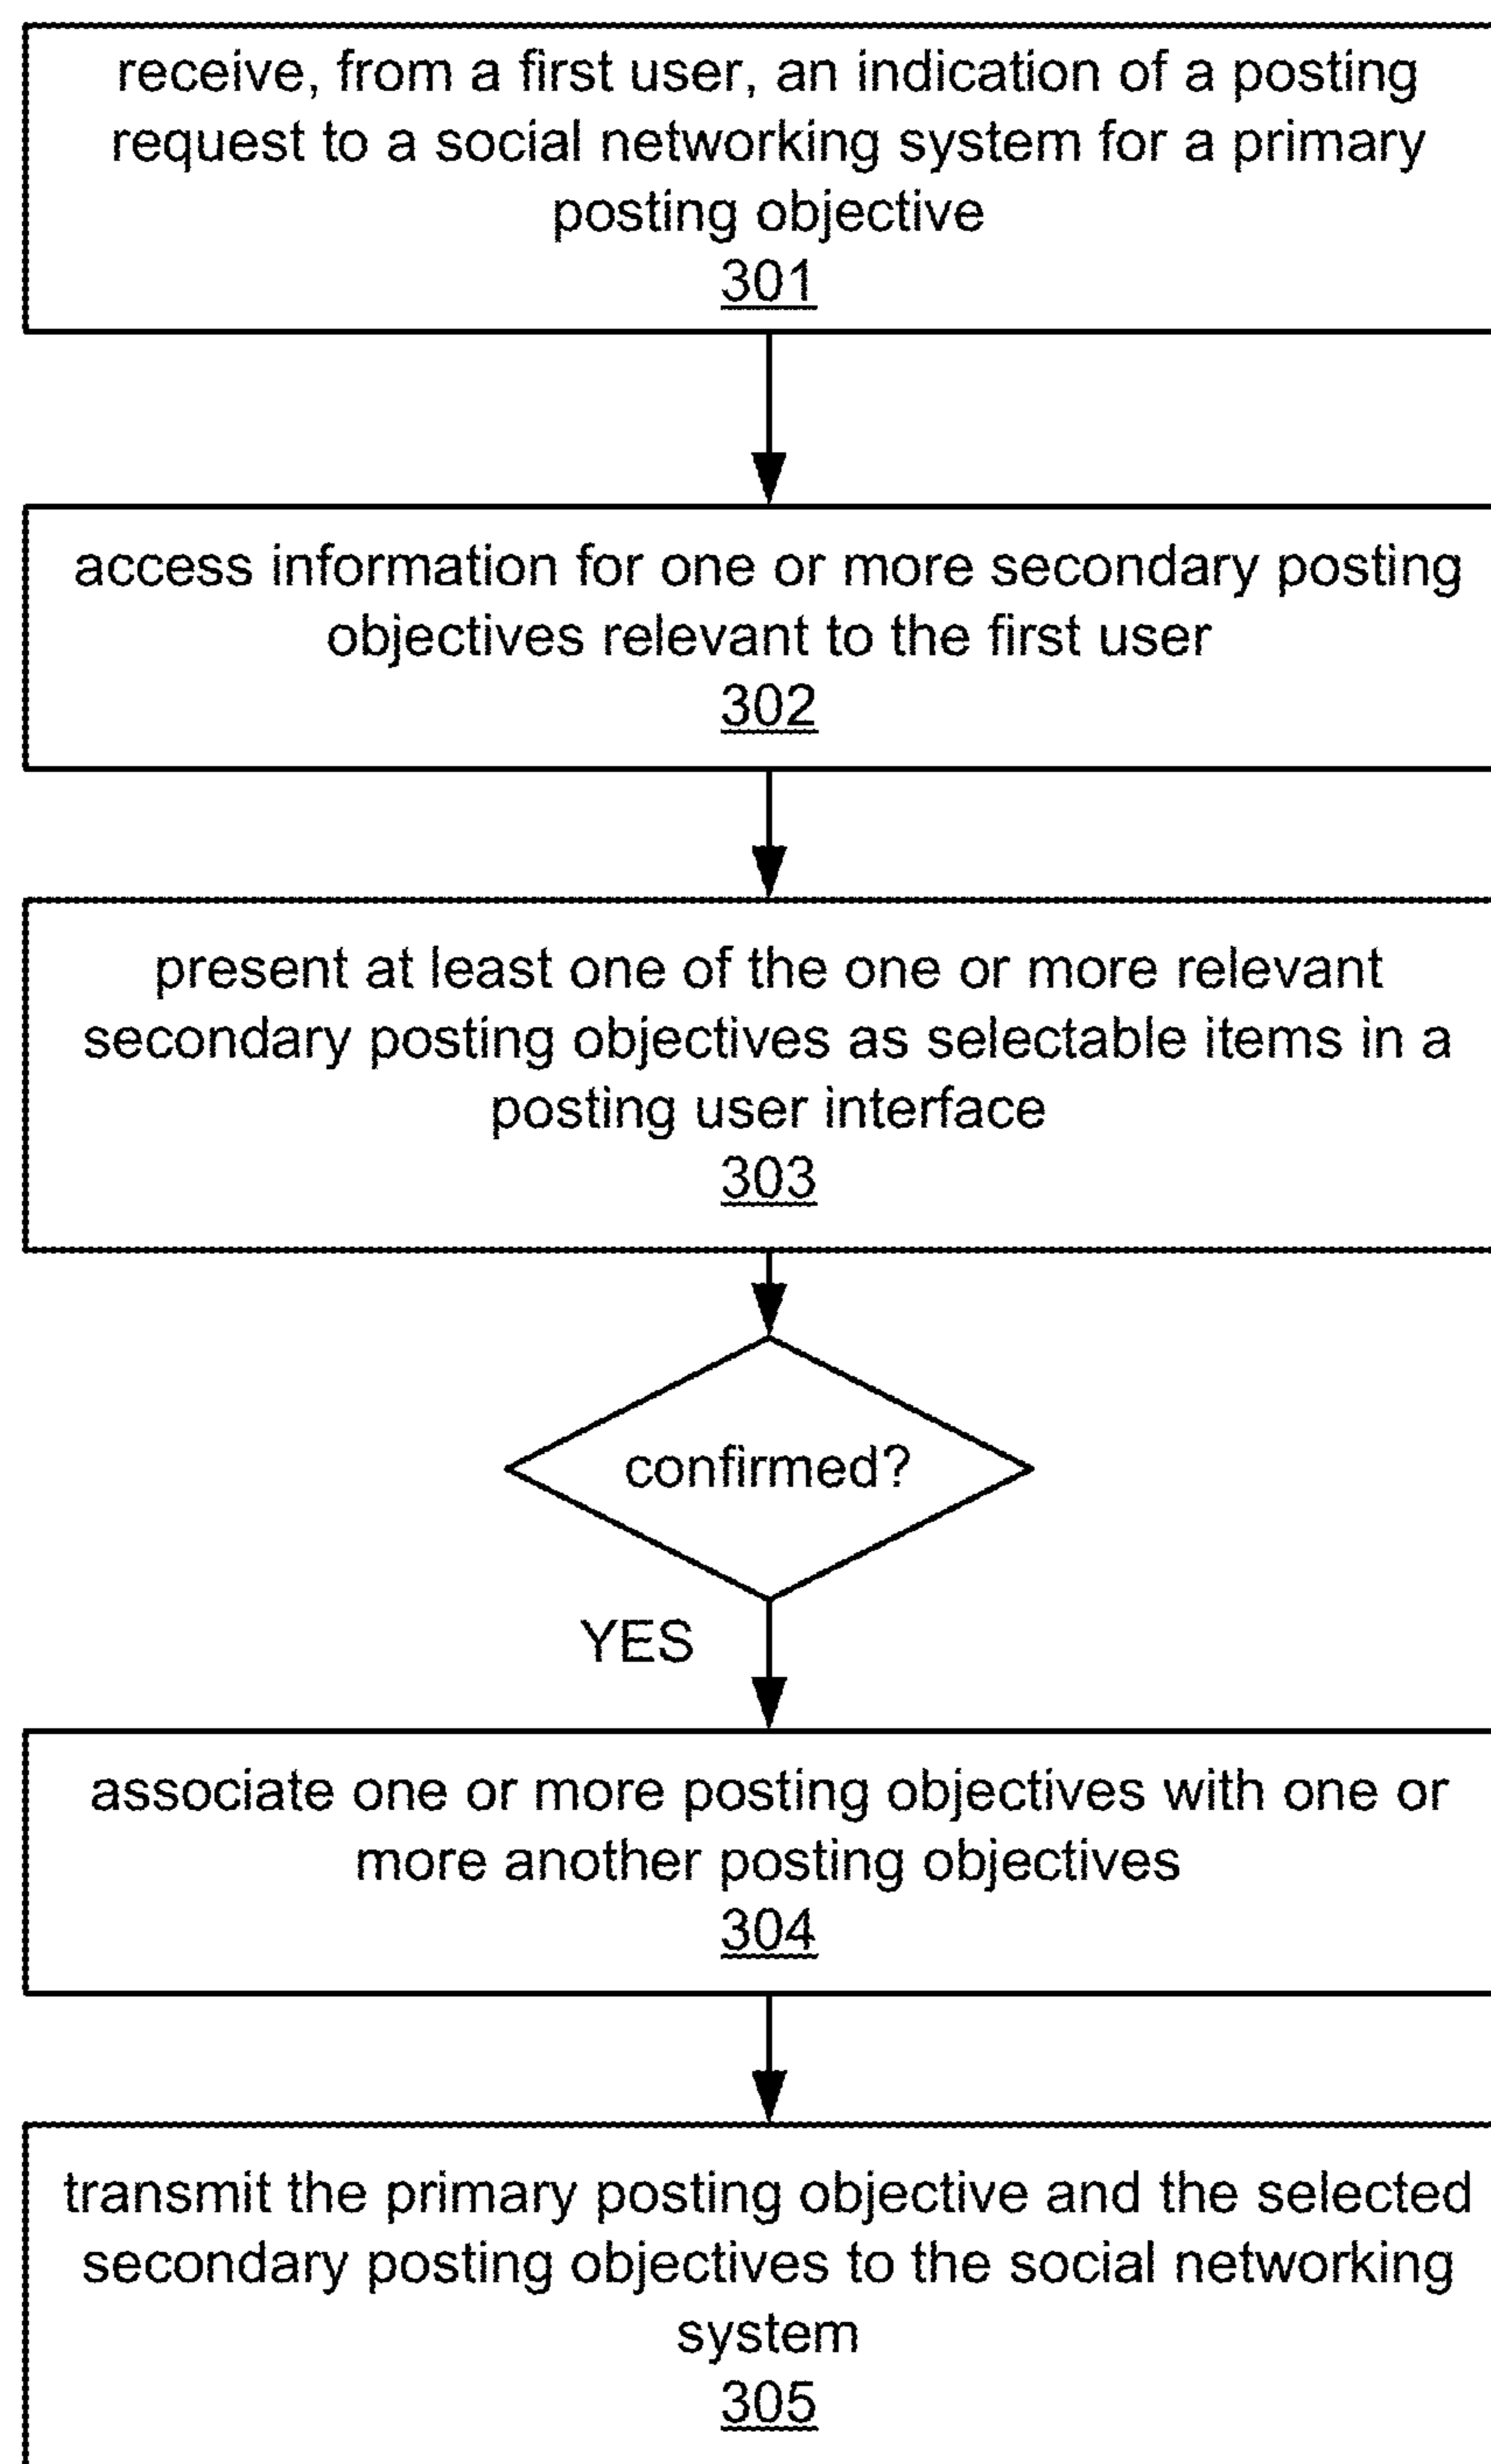 receive, from a first user, an indication of a posting
request to a social networking system for a primary
posting objective
301
access information for one or more secondary posting
objectives relevant to the first user
302
present at least one of the one or more relevant
secondary posting objectives as selectable items in a
posting user interface
303
confirmed?
YES
associate one or more posting objectives with one or
more another posting objectives
304
transmit the primary posting objective and the selected
secondary posting objectives to the social networking
system
305